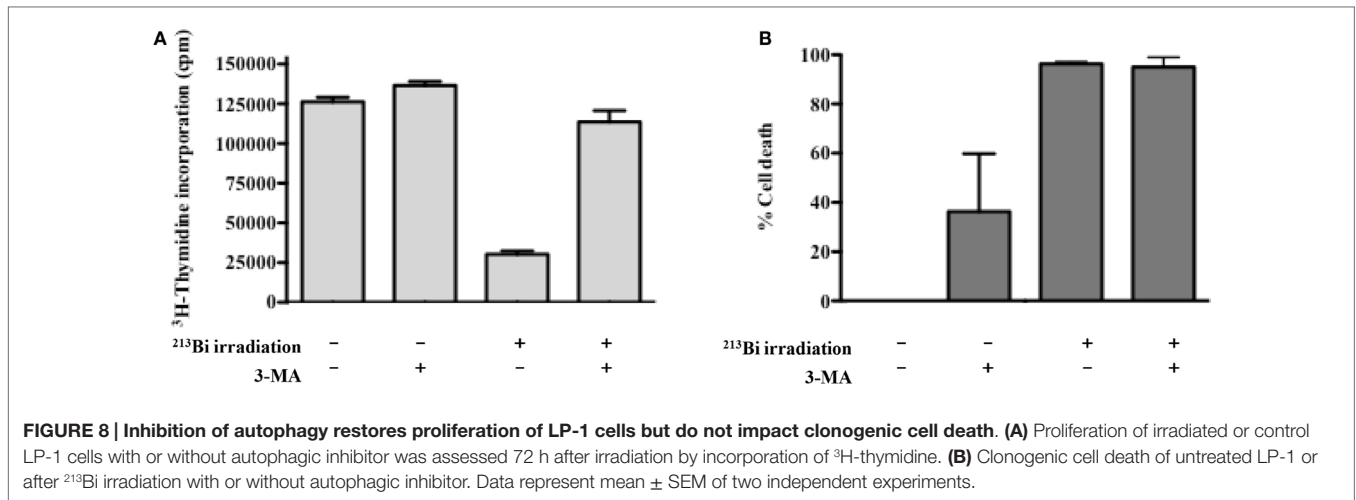 A
³H-Thymidine incorporation (cpm)
150000
125000
100000
75000
50000
25000
0
²¹³Bi irradiation − − + +
3-MA − + − +
B
% Cell death
100
80
60
40
20
0
²¹³Bi irradiation − − + +
3-MA − + − +
FIGURE 8 | Inhibition of autophagy restores proliferation of LP-1 cells but do not impact clonogenic cell death. (A) Proliferation of irradiated or control
LP-1 cells with or without autophagic inhibitor was assessed 72 h after irradiation by incorporation of ³H-thymidine. (B) Clonogenic cell death of untreated LP-1 or
after ²¹³Bi irradiation with or without autophagic inhibitor. Data represent mean ± SEM of two independent experiments.